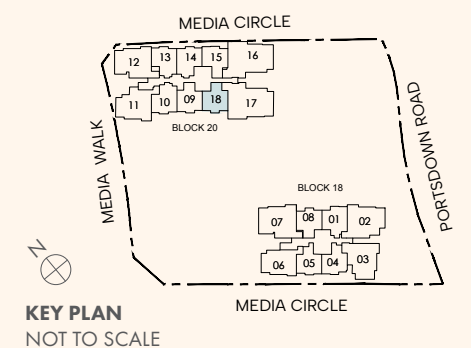 MEDIA CIRCLE
12 13 14 15 16
11 10 09 18 17
BLOCK 20
MEDIA WALK
PORTSDOWN ROAD
BLOCK 18
07 08 01 02
06 05 04 03
MEDIA CIRCLE
N
KEY PLAN
NOT TO SCALE